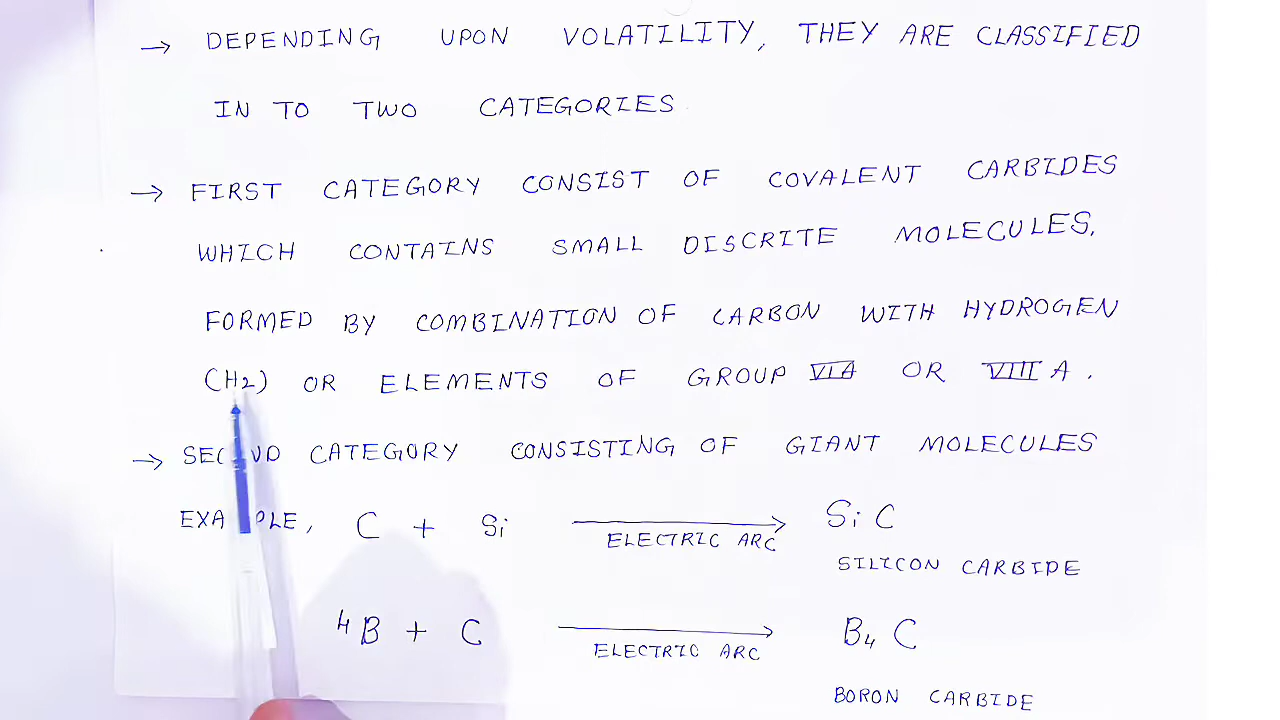 → DEPENDING UPON VOLATILITY, THEY ARE CLASSIFIED
IN TO TWO CATEGORIES
→ FIRST CATEGORY CONSIST OF COVALENT CARBIDES
WHICH CONTAINS SMALL DISCRITE MOLECULES,
FORMED BY COMBINATION OF CARBON WITH HYDROGEN
(H2) OR ELEMENTS OF GROUP VIA OR VIII A.
→ CATEGORY CONSISTING OF GIANT MOLECULES
C + Si ⟶ SiC
ELECTRIC ARC
SILICON CARBIDE
4B + C ⟶ B4 C
ELECTRIC ARC
BORON CARBIDE